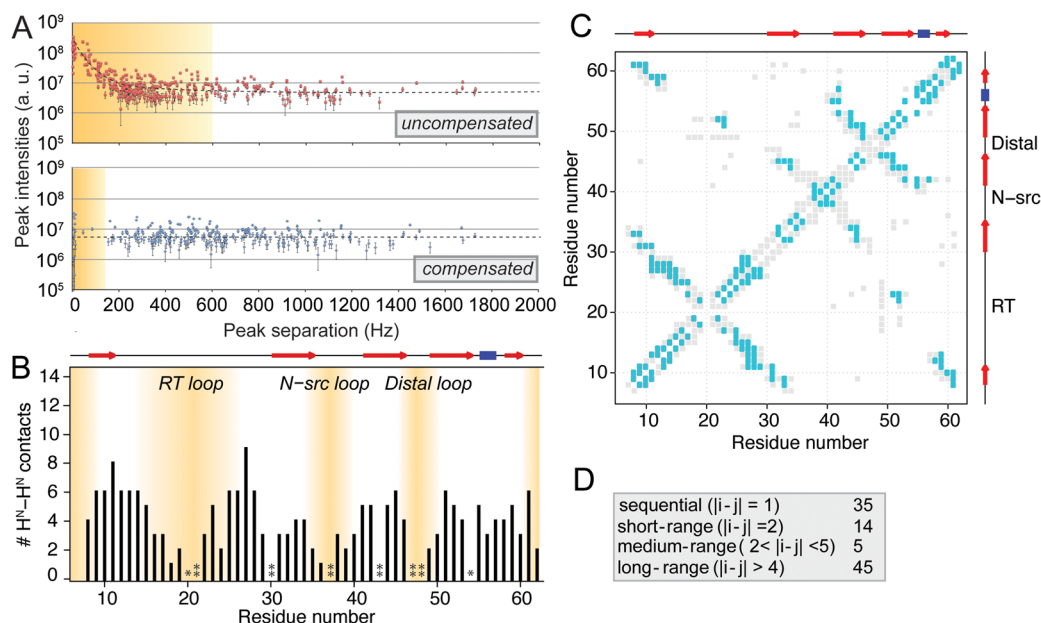 A
Peak intensities (a. u.)
10⁹
10⁸
10⁷
10⁶
10⁵
uncompensated
10⁹
10⁸
10⁷
10⁶
10⁵
compensated
0 200 400 600 800 1000 1200 1400 1600 1800 2000
Peak separation (Hz)
B
# Hᴺ–Hᴺ contacts
14
12
10
8
6
4
2
0
RT loop N−src loop Distal loop
* ** ** ** ** ** ** *
10 20 30 40 50 60
Residue number
C
Residue number
60
50
40
30
20
10
10 20 30 40 50 60
Residue number
Distal
N−src
RT
D
sequential (|i-j| = 1) 35
short-range (|i-j| =2) 14
medium-range ( 2< |i-j| <5) 5
long-range (|i-j| > 4) 45